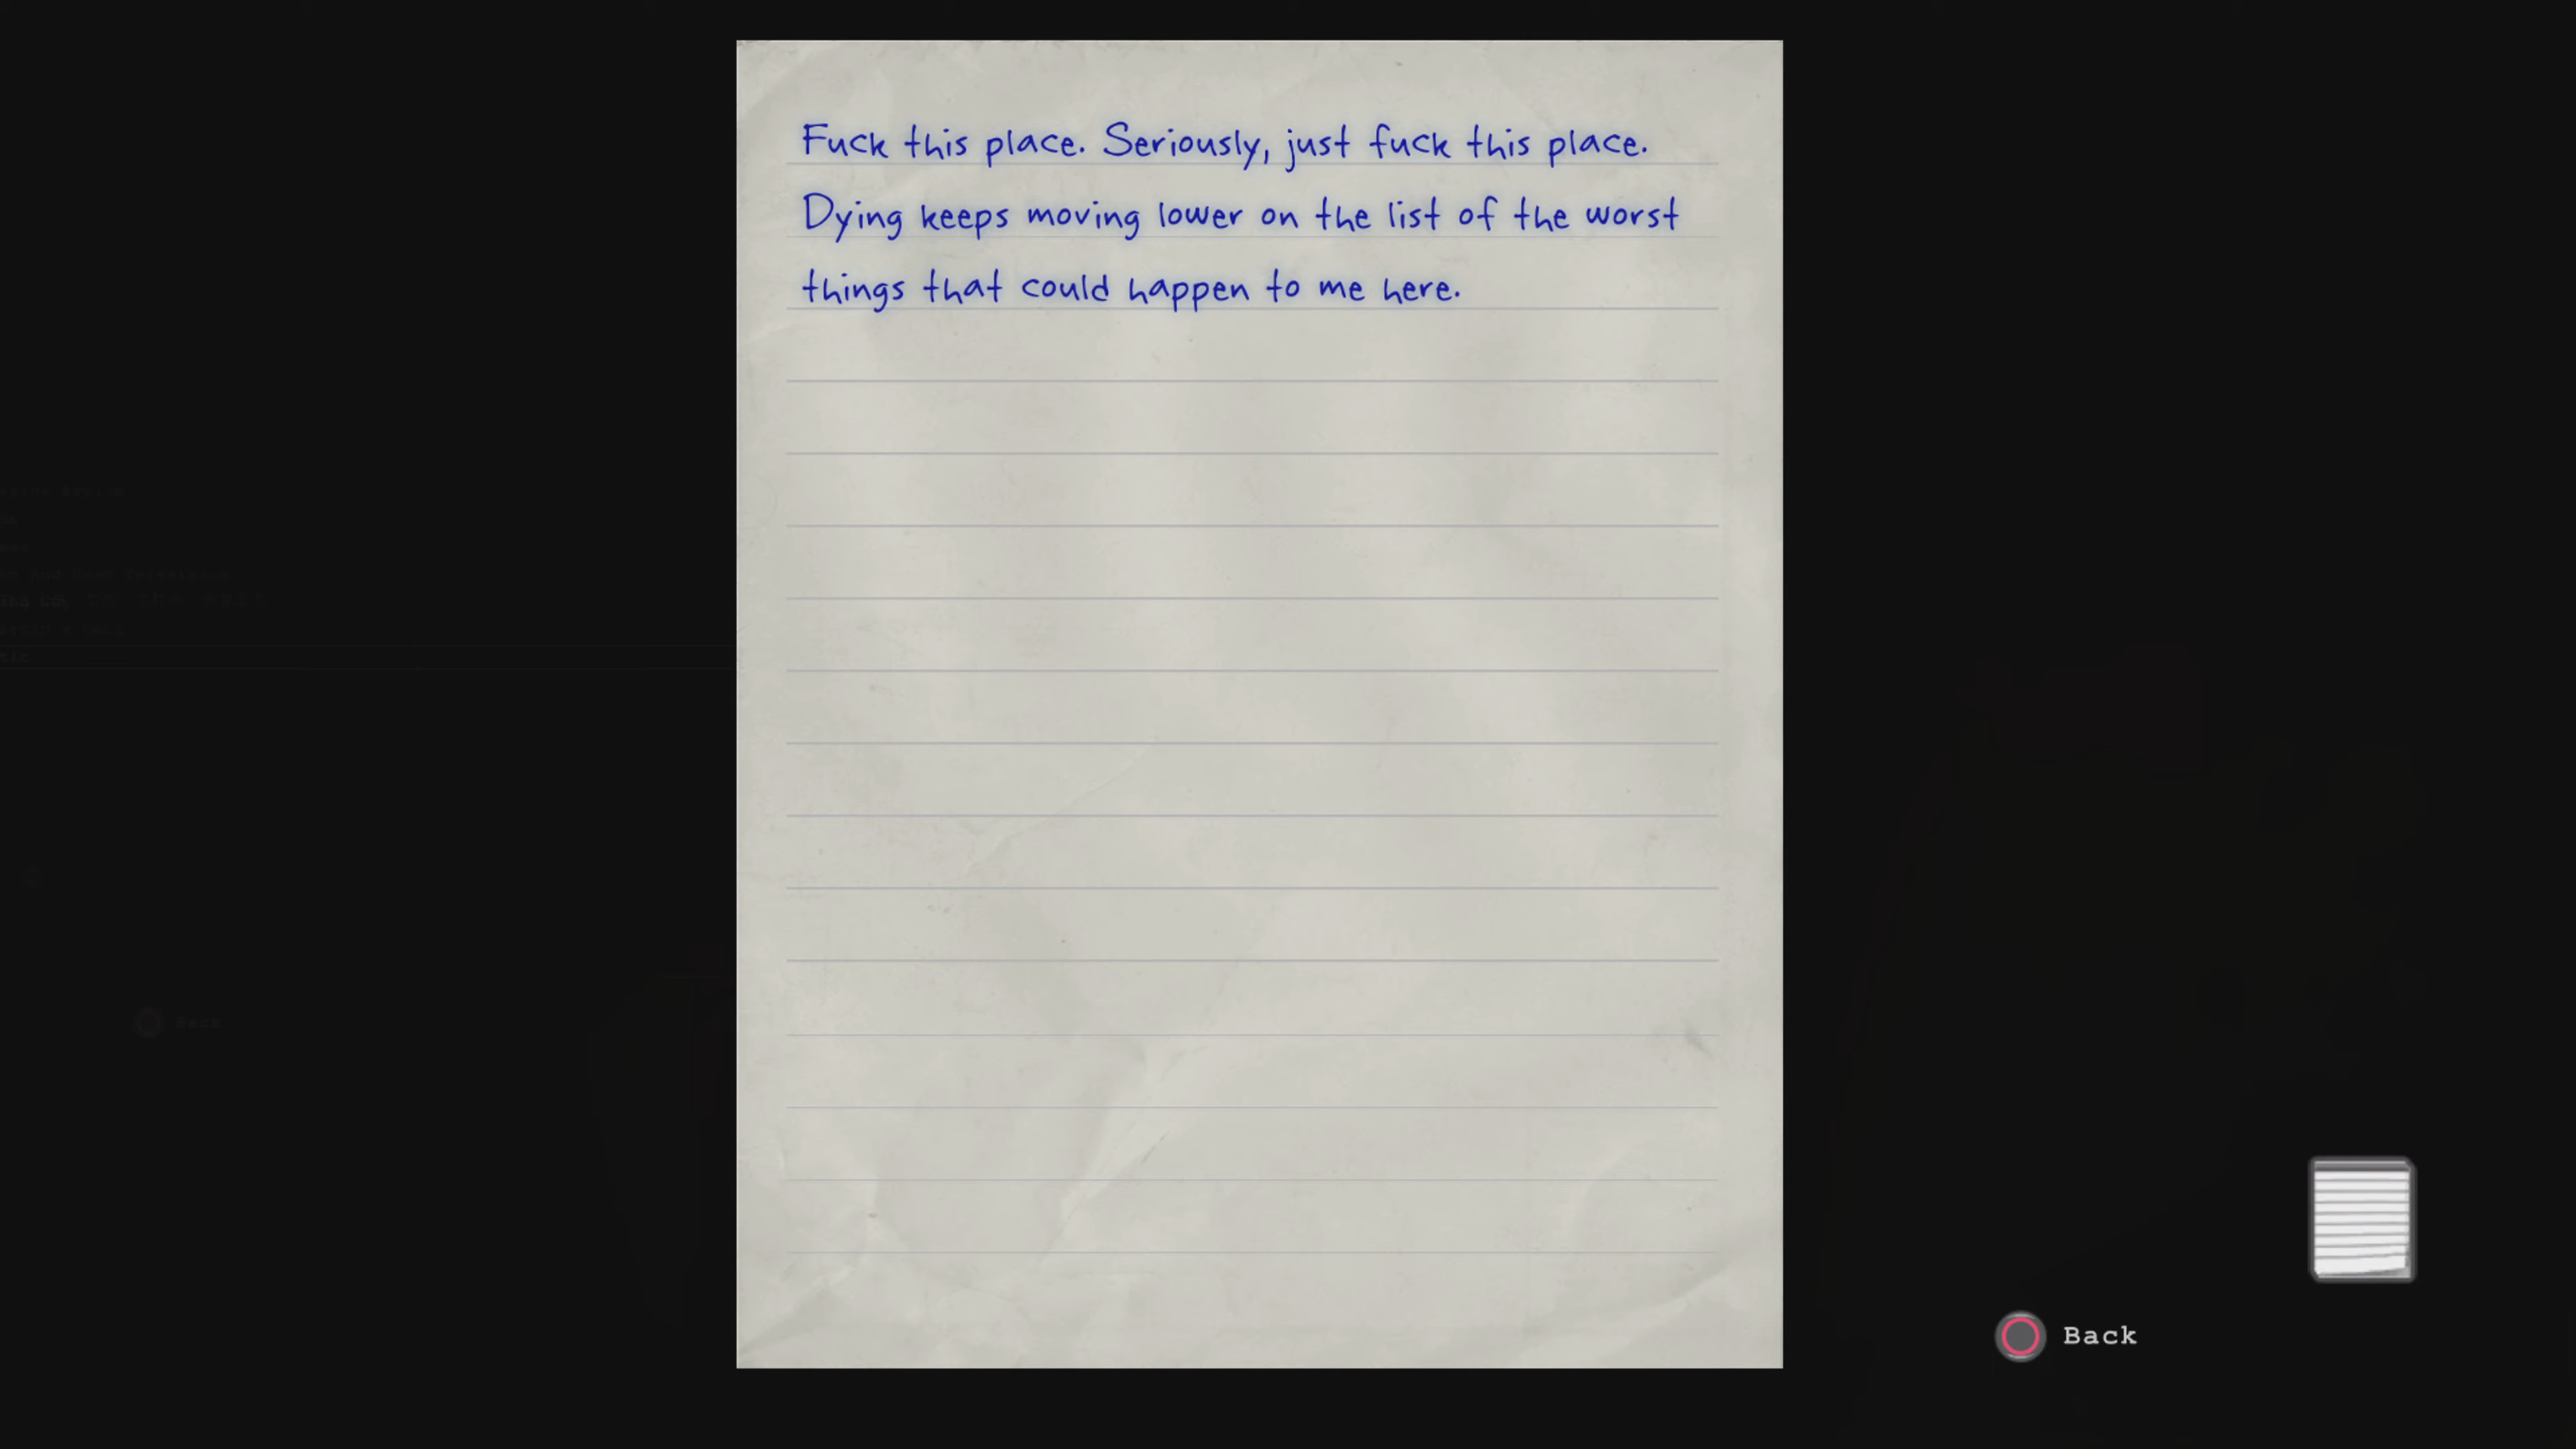 Fuck this place. Seriously, just fuck this place.
Dying keeps moving lower on the list of the worst
things that could happen to me here.
Back
Back